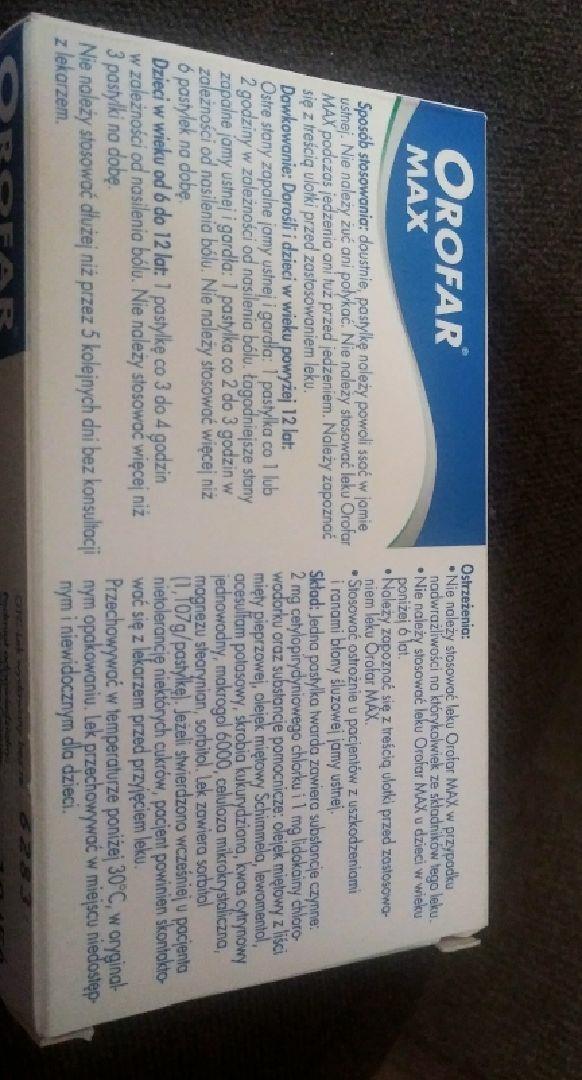 OROFAR®
MAX
Sposób stosowania: doustnie, pastylkę należy powoli ssać w jamie
ustnej. Nie należy żuć ani połykać. Nie należy stosować leku Orofar
MAX podczas jedzenia ani tuż przed jedzeniem. Należy zapoznać
się z treścią ulotki przed zastosowaniem leku.
Dawkowanie: Dorośli i dzieci w wieku powyżej 12 lat:
Ostre stany zapalne jamy ustnej i gardła: 1 pastylka co 1 lub
2 godziny w zależności od nasilenia bólu. Łagodniejsze stany
zapalne jamy ustnej i gardła: 1 pastylka co 2 do 3 godzin w
zależności od nasilenia bólu. Nie należy stosować więcej niż
6 pastylek na dobę.
Dzieci w wieku od 6 do 12 lat: 1 pastylkę co 3 do 4 godzin
w zależności od nasilenia bólu. Nie należy stosować więcej niż
3 pastylki na dobę.
Nie należy stosować dłużej niż przez 5 kolejnych dni bez konsultacji
z lekarzem.
Ostrzeżenia:
• Nie należy stosować leku Orofar MAX w przypadku
nadwrażliwości na którykolwiek ze składników tego leku.
• Nie należy stosować leku Orofar MAX u dzieci w wieku
poniżej 6 lat.
• Należy zapoznać się z treścią ulotki przed zastosowa-
niem leku Orofar MAX.
• Stosować ostrożnie u pacjentów z uszkodzeniami
i ranami błony śluzowej jamy ustnej.
Skład: Jedna pastylka twarda zawiera substancje czynne:
2 mg cetylopirydyniowego chlorku i 1 mg lidokainy chloro-
wodorku oraz substancje pomocnicze: olejek miętowy z liści
mięty pieprzowej, olejek miętowy Schimmela, lewomentol,
acesulfam potasowy, skrobia kukurydziana, kwas cytrynowy
jednowodny, makrogol 6000, celuloza mikrokrystaliczna,
magnezu stearynian, sorbitol. Lek zawiera sorbitol
(1,107g/pastylkę). Jeżeli stwierdzono wcześniej u pacjenta
nietolerancję niektórych cukrów, pacjent powinien skontakto-
wać się z lekarzem przed przyjęciem leku.
Przechowywać w temperaturze poniżej 30°C, w oryginal-
nym opakowaniu. Lek przechowywać w miejscu niedostęp-
nym i niewidocznym dla dzieci.
OROFAR
6283